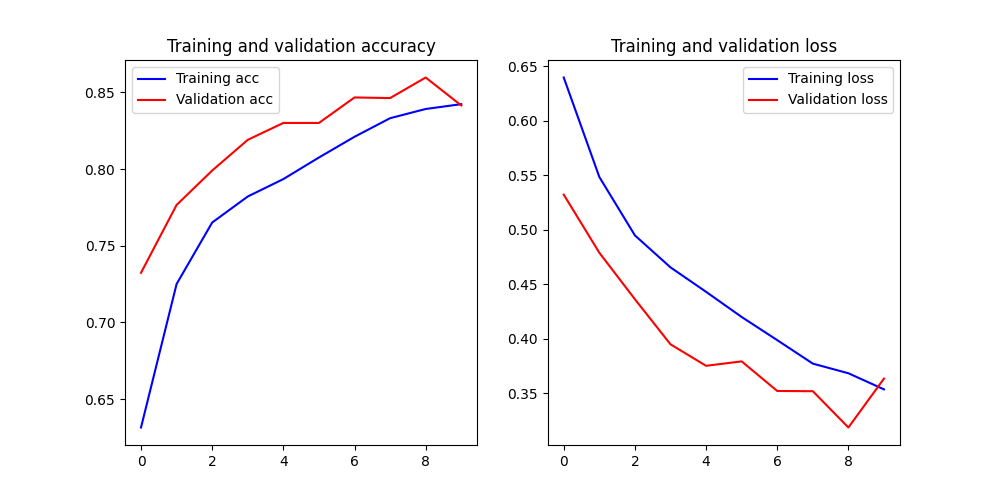 Training and validation accuracy
Training acc
Validation acc
0.85
0.80
0.75
0.70
0.65
0 2 4 6 8
Training and validation loss
Training loss
Validation loss
0.65
0.60
0.55
0.50
0.45
0.40
0.35
0 2 4 6 8